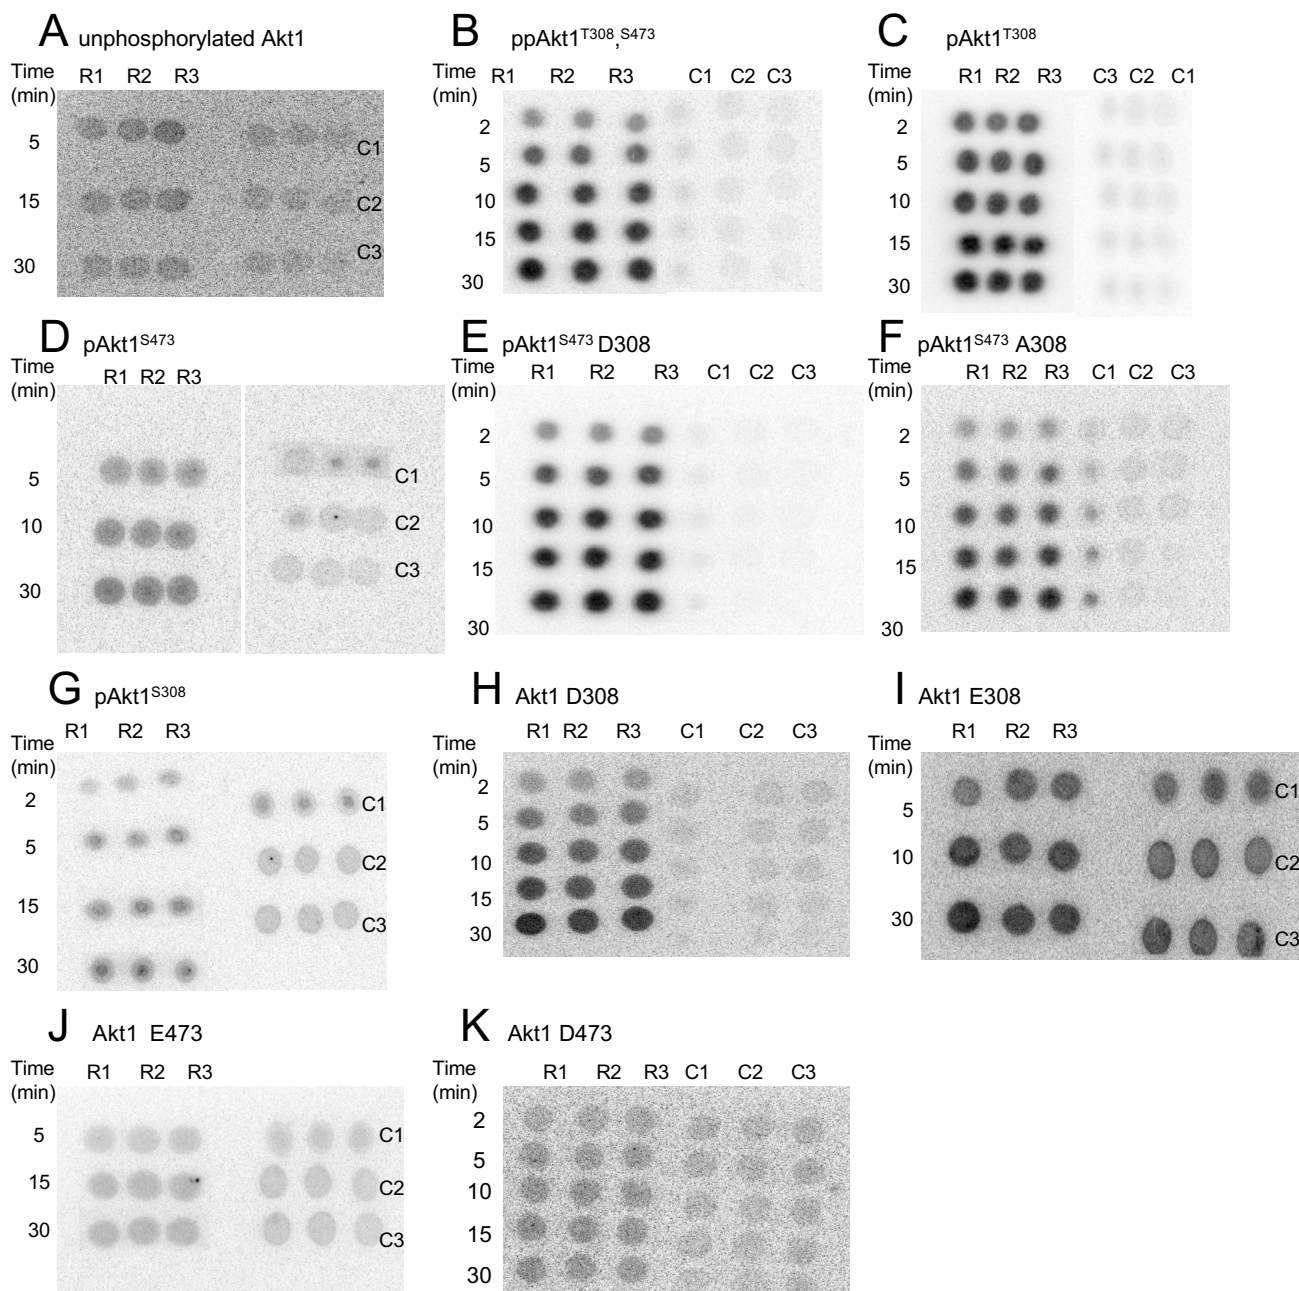 A unphosphorylated Akt1
Time (min) R1 R2 R3
5 C1
15 C2
30 C3
B ppAkt1T308,S473
Time (min) R1 R2 R3 C1 C2 C3
2
5
10
15
30
C pAkt1T308
Time (min) R1 R2 R3 C3 C2 C1
2
5
10
15
30
D pAkt1S473
Time (min) R1 R2 R3
5 C1
10 C2
30 C3
E pAkt1S473 D308
Time (min) R1 R2 R3 C1 C2 C3
2
5
10
15
30
F pAkt1S473 A308
Time (min) R1 R2 R3 C1 C2 C3
2
5
10
15
30
G pAkt1S308
Time (min) R1 R2 R3
2 C1
5 C2
15 C3
30
H Akt1 D308
Time (min) R1 R2 R3 C1 C2 C3
2
5
10
15
30
I Akt1 E308
Time (min) R1 R2 R3
5 C1
10 C2
30 C3
J Akt1 E473
Time (min) R1 R2 R3
5 C1
15 C2
30 C3
K Akt1 D473
Time (min) R1 R2 R3 C1 C2 C3
2
5
10
15
30